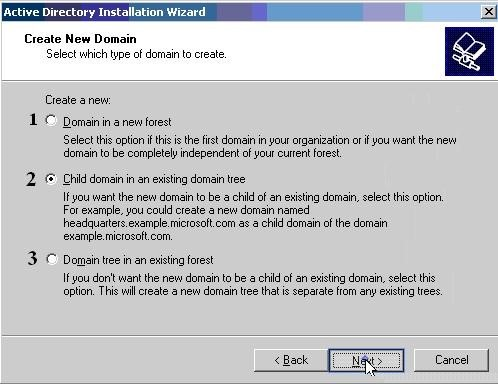 Active Directory Installation Wizard
Create New Domain
Select which type of domain to create.
Create a new:
1 Domain in a new forest
Select this option if this is the first domain in your organization or if you want the new
domain to be completely independent of your current forest.
2 Child domain in an existing domain tree
If you want the new domain to be a child of an existing domain, select this option.
For example, you could create a new domain named
headquarters.example.microsoft.com as a child domain of the domain
example.microsoft.com.
3 Domain tree in an existing forest
If you don't want the new domain to be a child of an existing domain, select this
option. This will create a new domain tree that is separate from any existing trees.
< Back Next > Cancel